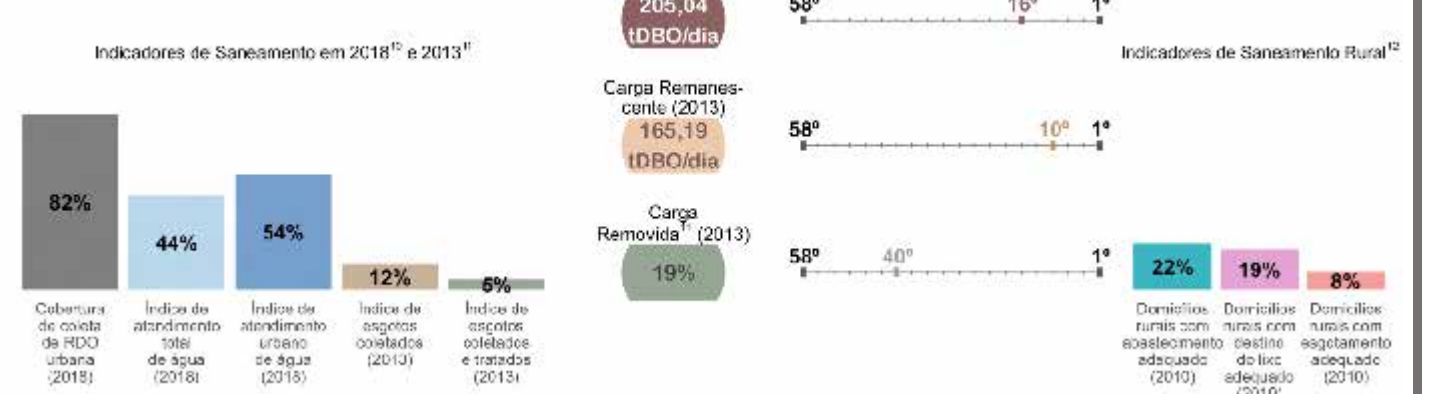 Indicadores de Saneamento em 2018¹⁰ e 2013¹¹
82%
44%
54%
12%
5%
Cobertura
de coleta
de RDO
urbana
(2018)
Índice de
atendimento
total
de água
(2018)
Índice de
atendimento
urbano
de água
(2018)
Índice de
esgotos
coletados
(2013)
Índice de
esgotos
coletados
e tratados
(2013)
205,04
tDBO/dia
58º
16º
1º
Carga Remanes-
cente (2013)
165,19
tDBO/dia
58º
10º
1º
Carga
Removida¹¹ (2013)
19%
58º
40º
1º
Indicadores de Saneamento Rural¹²
22%
19%
8%
Domicílios
rurais com
abastecimento
adequado
(2010)
Domicílios
rurais com
destino
do lixo
adequado
(2010)
Domicílios
rurais com
esgotamento
adequado
(2010)